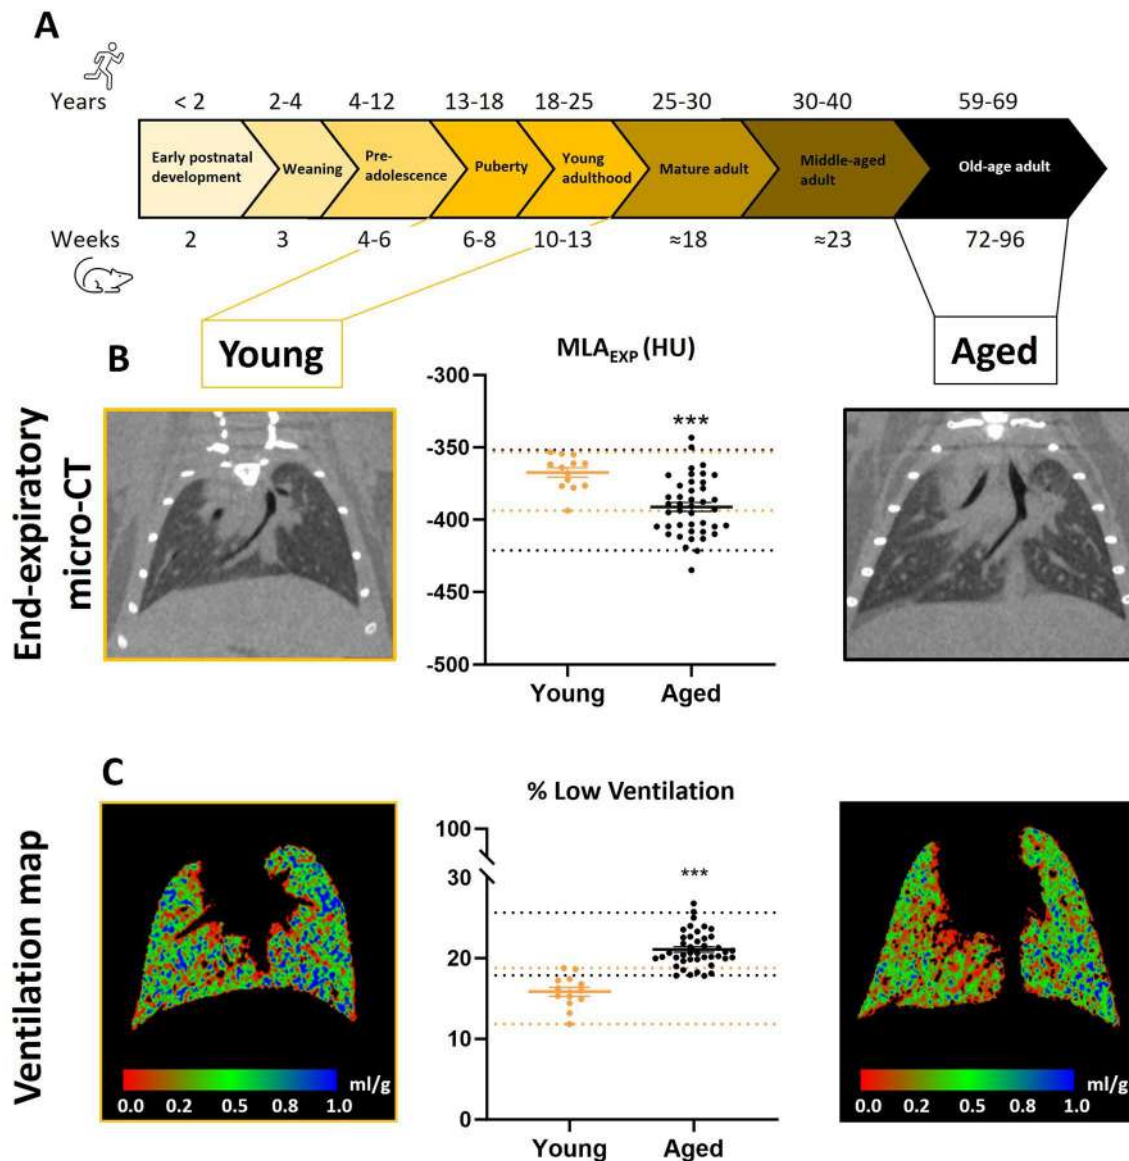 A
Years < 2 2-4 4-12 13-18 18-25 25-30 30-40 59-69
Early postnatal
development
Weaning
Pre-
adolescence
Puberty
Young
adulthood
Mature adult
Middle-aged
adult
Old-age adult
Weeks 2 3 4-6 6-8 10-13 ≈18 ≈23 72-96
Young
Aged
B
End-expiratory
micro-CT
MLA_EXP (HU)
-300
-350
-400
-450
-500
***
Young Aged
C
Ventilation map
% Low Ventilation
100
30
20
10
0
***
Young Aged
ml/g
0.0 0.2 0.5 0.8 1.0
ml/g
0.0 0.2 0.5 0.8 1.0